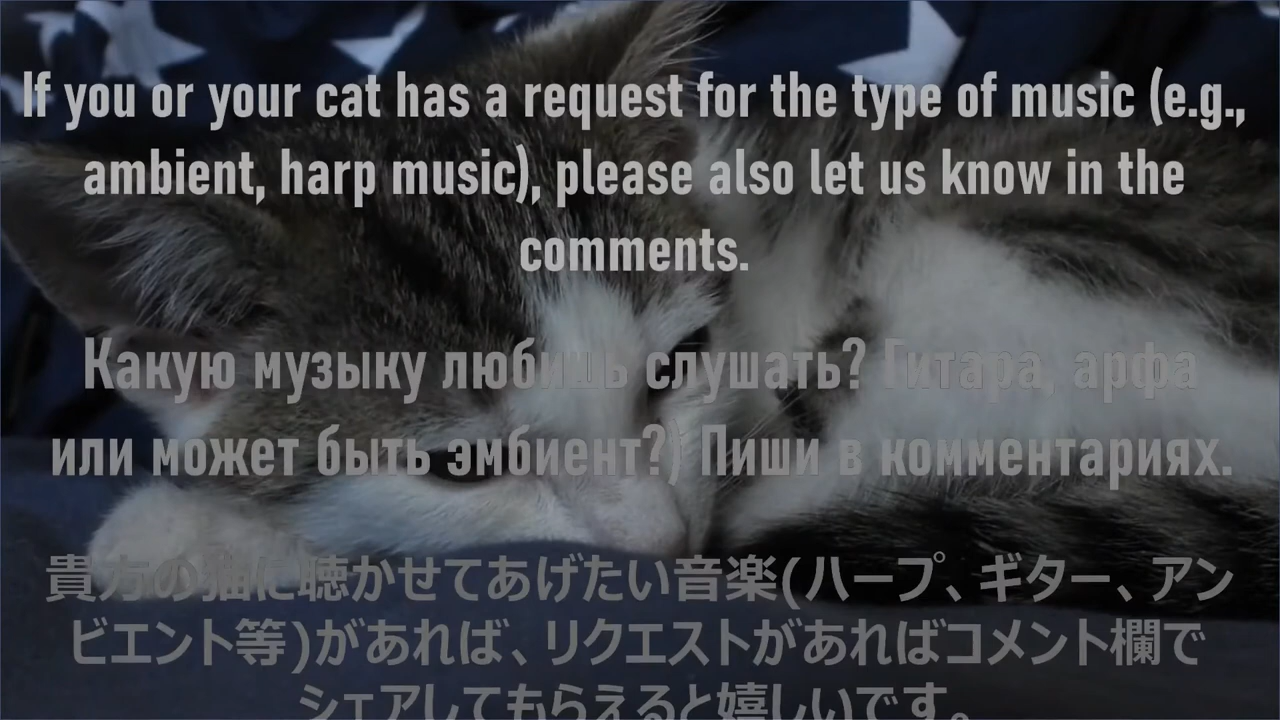 If you or your cat has a request for the type of music (e.g.,
ambient, harp music), please also let us know in the
comments.
Какую музыку любишь слушать? Гитара, арфа
или может быть эмбиент?) Пиши в комментариях.
貴方の猫に聴かせてあげたい音楽(ハープ、ギター、アン
ビエント等)があれば、リクエストがあればコメント欄で
シェアしてもらえると嬉しいです。